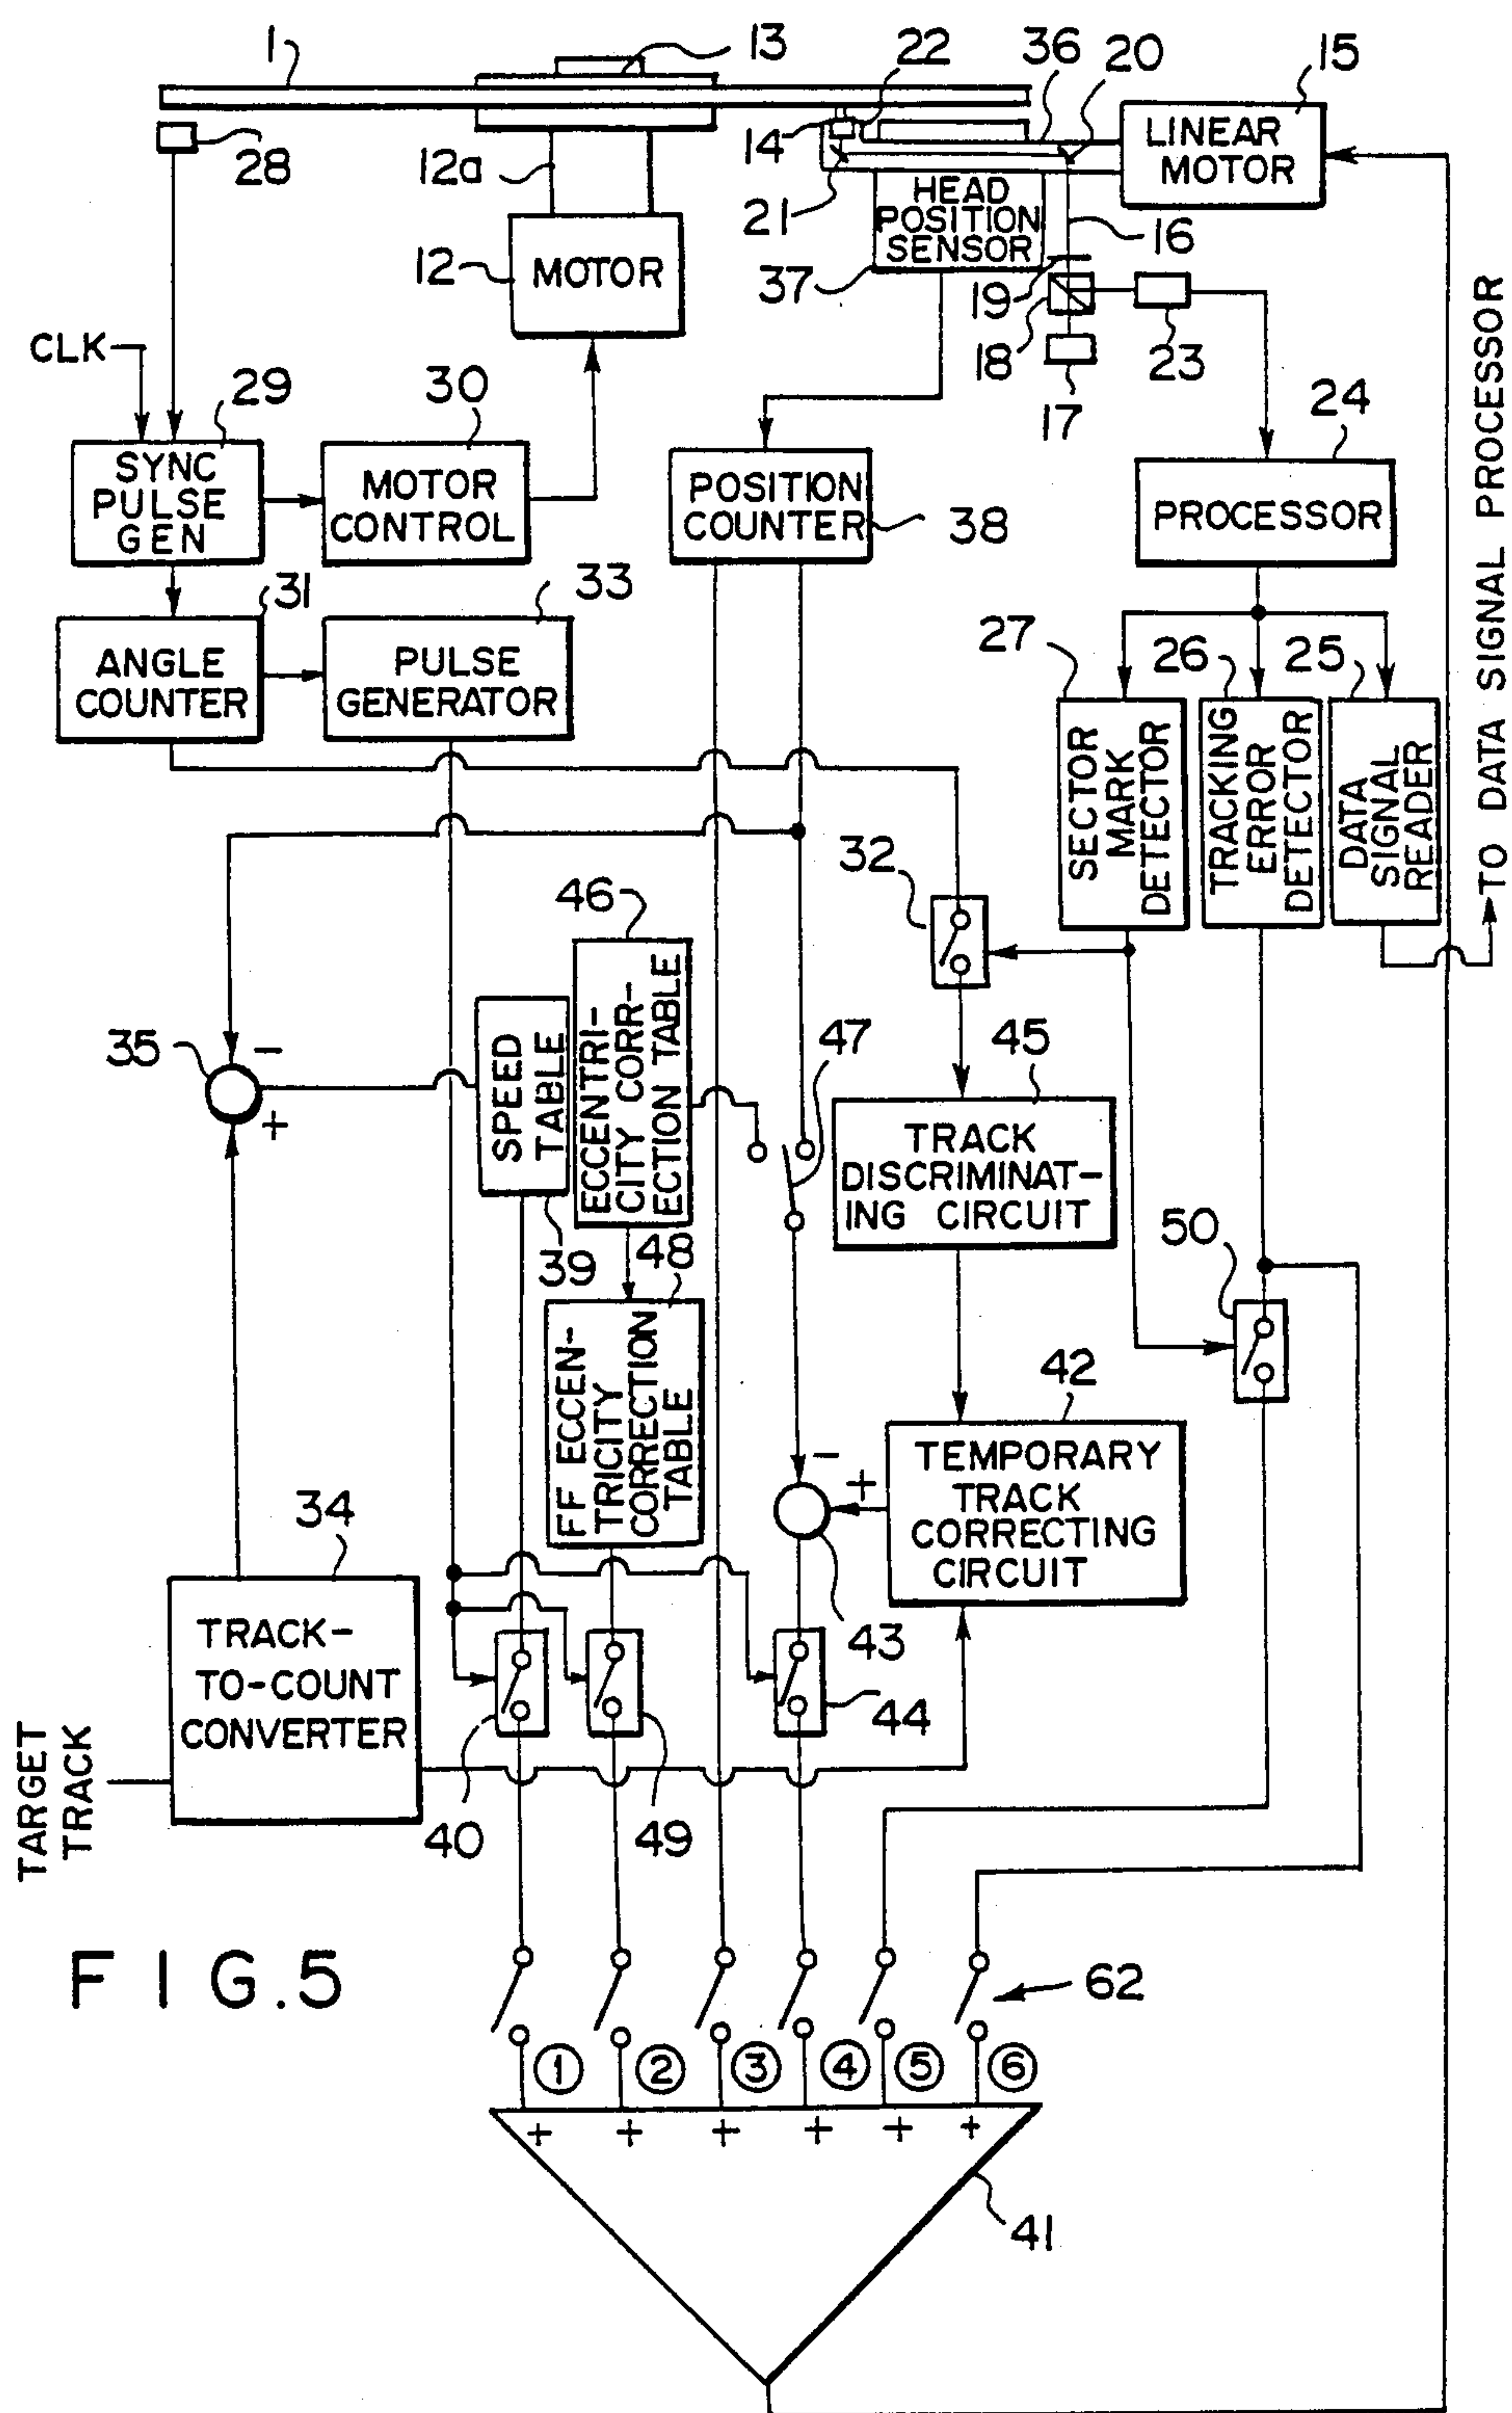 1
13
22
36
20
15
LINEAR
MOTOR
28
12a
14
21
HEAD
POSITION
SENSOR
16
12
MOTOR
37
19
18
23
17
CLK
29
30
24
SYNC
PULSE
GEN
MOTOR
CONTROL
POSITION
COUNTER
38
PROCESSOR
TO DATA SIGNAL PROCESSOR
31
33
27
26
25
ANGLE
COUNTER
PULSE
GENERATOR
SECTOR
MARK
DETECTOR
TRACKING
ERROR
DETECTOR
DATA
SIGNAL
READER
32
46
35
-
+
SPEED
TABLE
ECCENTRI-
CITY CORR-
ECTION TABLE
47
45
TRACK
DISCRIMINAT-
ING CIRCUIT
39
48
50
FF ECCEN-
TRICITY
CORRECTION
TABLE
42
-
+
TEMPORARY
TRACK
CORRECTING
CIRCUIT
34
43
TRACK-
TO-COUNT
CONVERTER
44
TARGET
TRACK
40
49
FIG.5
62
① ② ③ ④ ⑤ ⑥
+ + + + + +
41